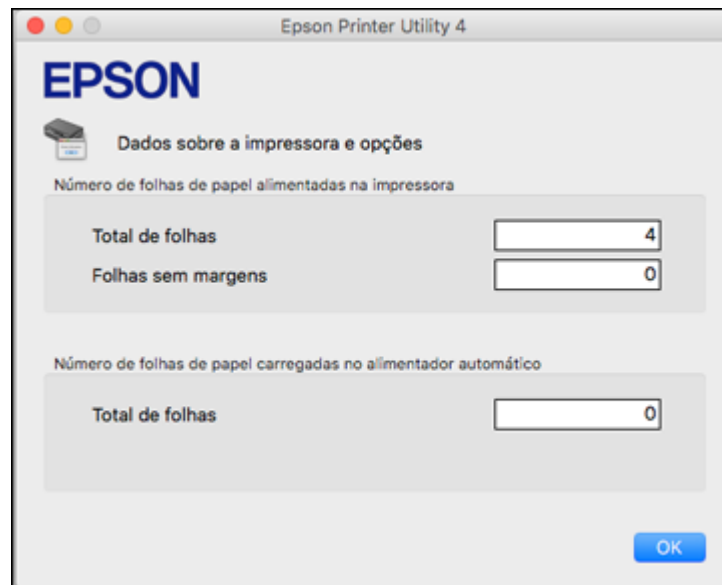 Epson Printer Utility 4
EPSON
Dados sobre a impressora e opções
Número de folhas de papel alimentadas na impressora
Total de folhas 4
Folhas sem margens 0
Número de folhas de papel carregadas no alimentador automático
Total de folhas 0
OK